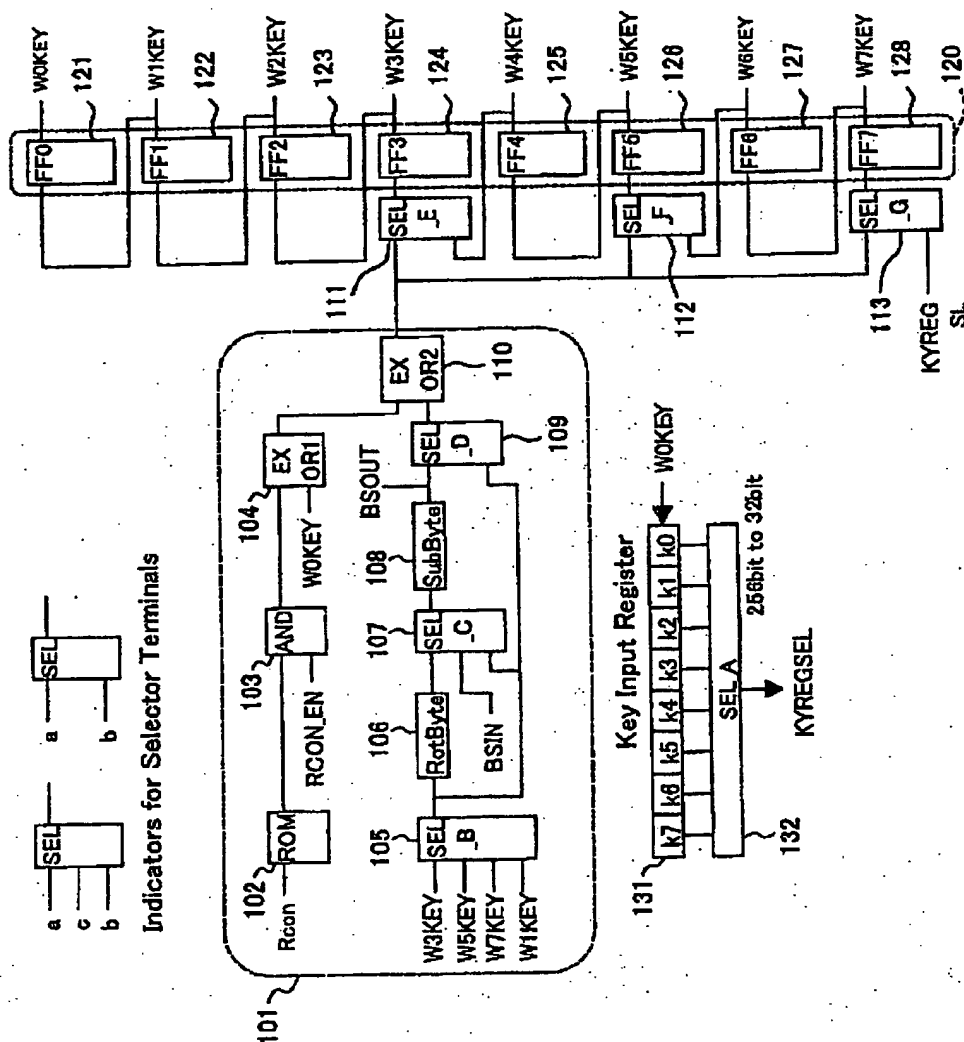 SEL
a
c
b
SEL
a
b
Indicators for Selector Terminals
101
Rcon
ROM
102
AND
103
RCON_EN
EX
OR1
104
W0KEY
EX
OR2
110
W3KEY
W5KEY
W7KEY
W1KEY
SEL
_B
105
RotByte
106
BSIN
SEL
_C
107
SubByte
108
BSOUT
SEL
_D
109
Key Input Register
k7
k6
k5
k4
k3
k2
k1
k0
W0KEY
131
SEL A
132
256bit to 32bit
KYREGSEL
FF0
W0KEY
121
FF1
W1KEY
122
FF2
W2KEY
123
111
SEL
_E
FF3
W3KEY
124
FF4
W4KEY
125
112
SEL
_F
FF5
W5KEY
126
FF6
W6KEY
127
113
SEL
_G
FF7
W7KEY
128
120
KYREG